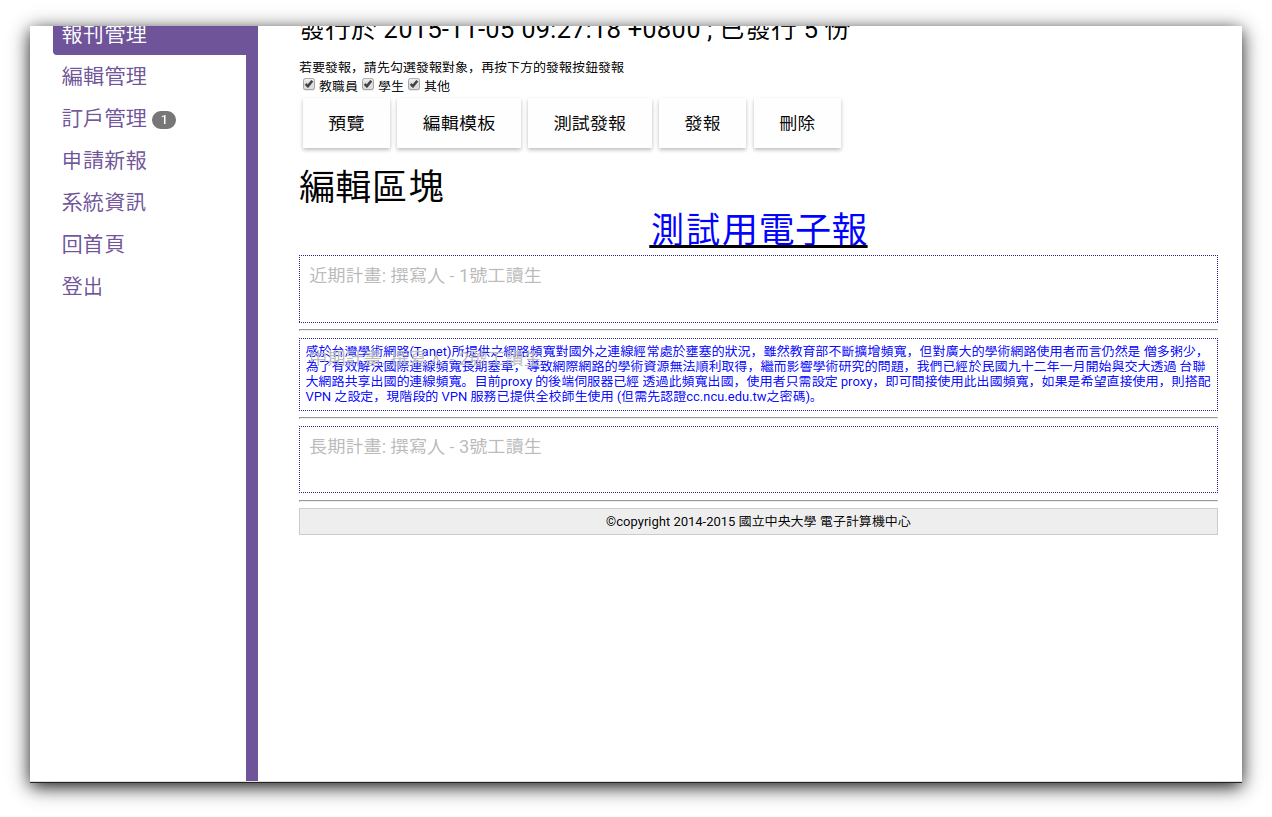 報刊管理
編輯管理
訂戶管理 1
申請新報
系統資訊
回首頁
登出
發行於 2015-11-05 09:27:18 +0800 ; 已發行 5 份
若要發報，請先勾選發報對象，再按下方的發報按鈕發報
教職員 學生 其他
預覽 編輯模板 測試發報 發報 刪除
編輯區塊
測試用電子報
近期計畫: 撰寫人 - 1號工讀生
感於台灣學術網路(Tanet)所提供之網路頻寬對國外之連線經常處於壅塞的狀況，雖然教育部不斷擴增頻寬，但對廣大的學術網路使用者而言仍然是 僧多粥少，
為了有效解決國際連線頻寬長期塞車，導致網際網路的學術資源無法順利取得，繼而影響學術研究的問題，我們已經於民國九十二年一月開始與交大透過 台聯
大網路共享出國的連線頻寬。目前proxy 的後端伺服器已經 透過此頻寬出國，使用者只需設定 proxy，即可間接使用此出國頻寬，如果是希望直接使用，則搭配
VPN 之設定，現階段的 VPN 服務已提供全校師生使用 (但需先認證cc.ncu.edu.tw之密碼)。
長期計畫: 撰寫人 - 3號工讀生
©copyright 2014-2015 國立中央大學 電子計算機中心